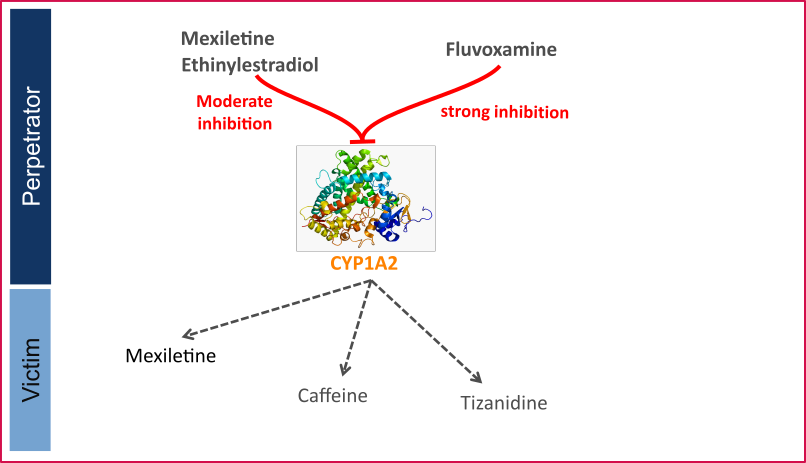 Perpetrator
Mexiletine
Ethinylestradiol
Fluvoxamine
Moderate
inhibition
strong inhibition
CYP1A2
Victim
Mexiletine
Caffeine
Tizanidine